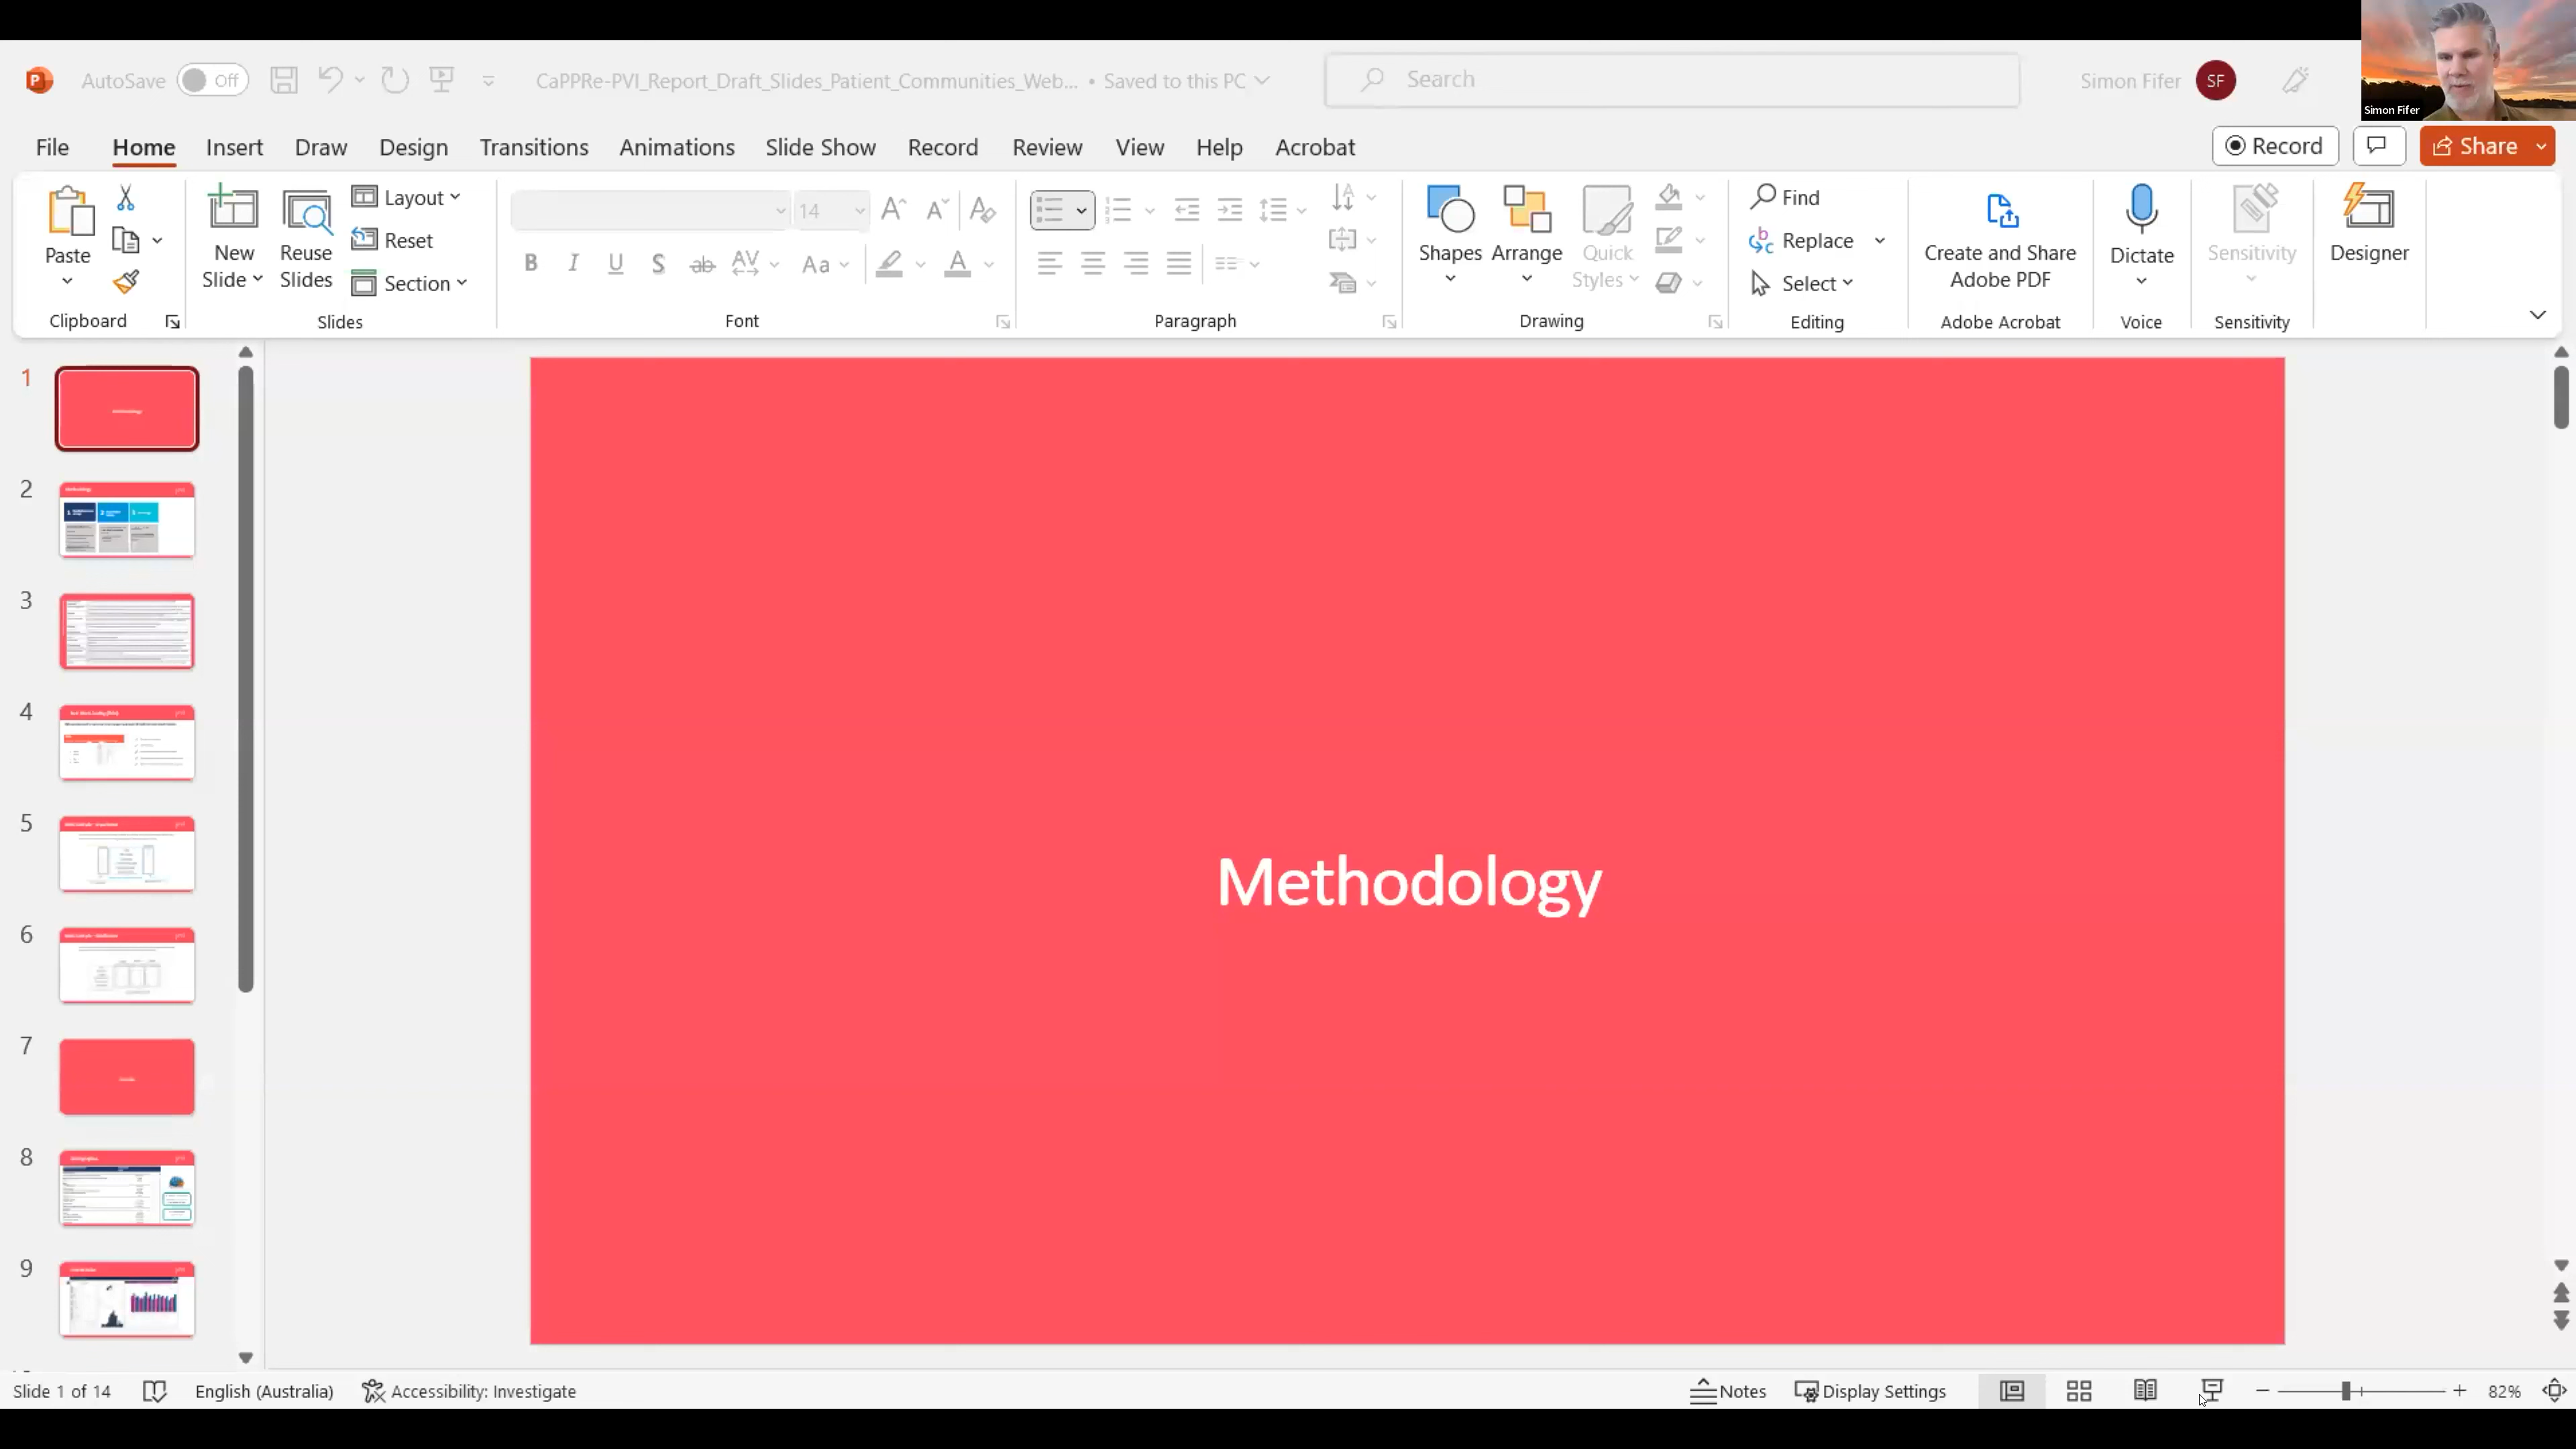 AutoSave Off
CaPPRe-PVI_Report_Draft_Slides_Patient_Communities_Web... • Saved to this PC
Search
Simon Fifer SF
Simon Fifer
File Home Insert Draw Design Transitions Animations Slide Show Record Review View Help Acrobat
Record Share
Paste
New Slide
Reuse Slides
Layout
Reset
Section
14
Shapes
Arrange
Quick Styles
Find
Replace
Select
Create and Share Adobe PDF
Dictate
Sensitivity
Designer
Clipboard Slides Font Paragraph Drawing Editing Adobe Acrobat Voice Sensitivity
1
2
3
4
5
6
7
8
9
Methodology
Slide 1 of 14 English (Australia) Accessibility: Investigate Notes Display Settings 82%